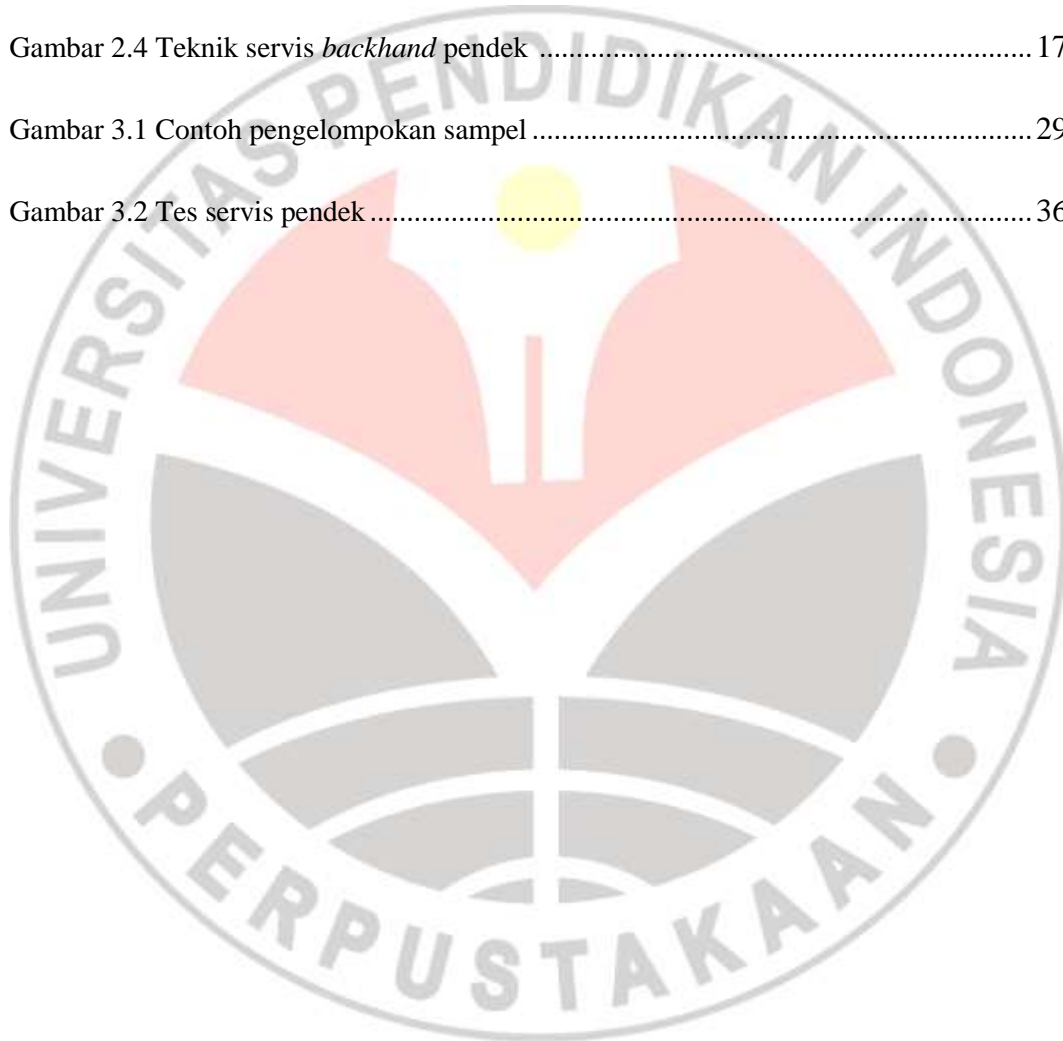 Gambar 2.4 Teknik servis backhand pendek ........................................................................ 17
Gambar 3.1 Contoh pengelompokan sampel ...................................................................... 29
Gambar 3.2 Tes servis pendek ............................................................................................ 36
UNIVERSITAS PENDIDIKAN INDONESIA
• PERPUSTAKAAN •